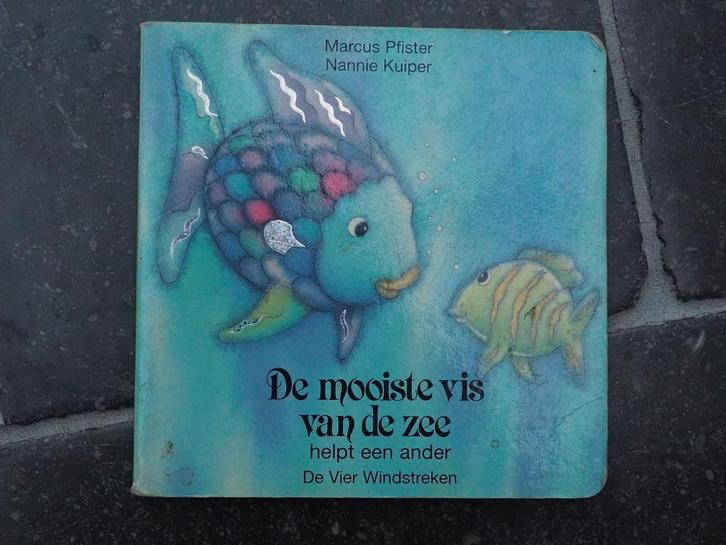 Marcus Pfister
Nannie Kuiper
De mooiste vis
van de zee
helpt een ander
De Vier Windstreken